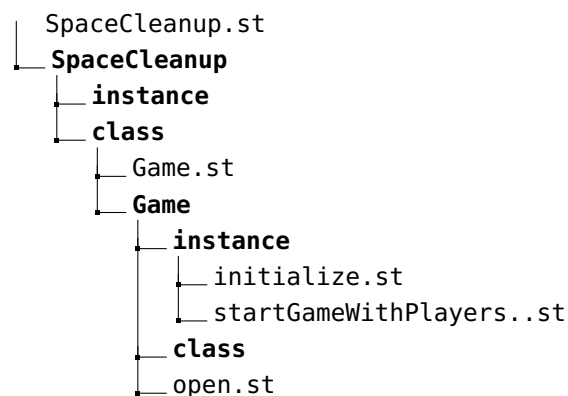 SpaceCleanup.st
SpaceCleanup
instance
class
Game.st
Game
instance
initialize.st
startGameWithPlayers..st
class
open.st